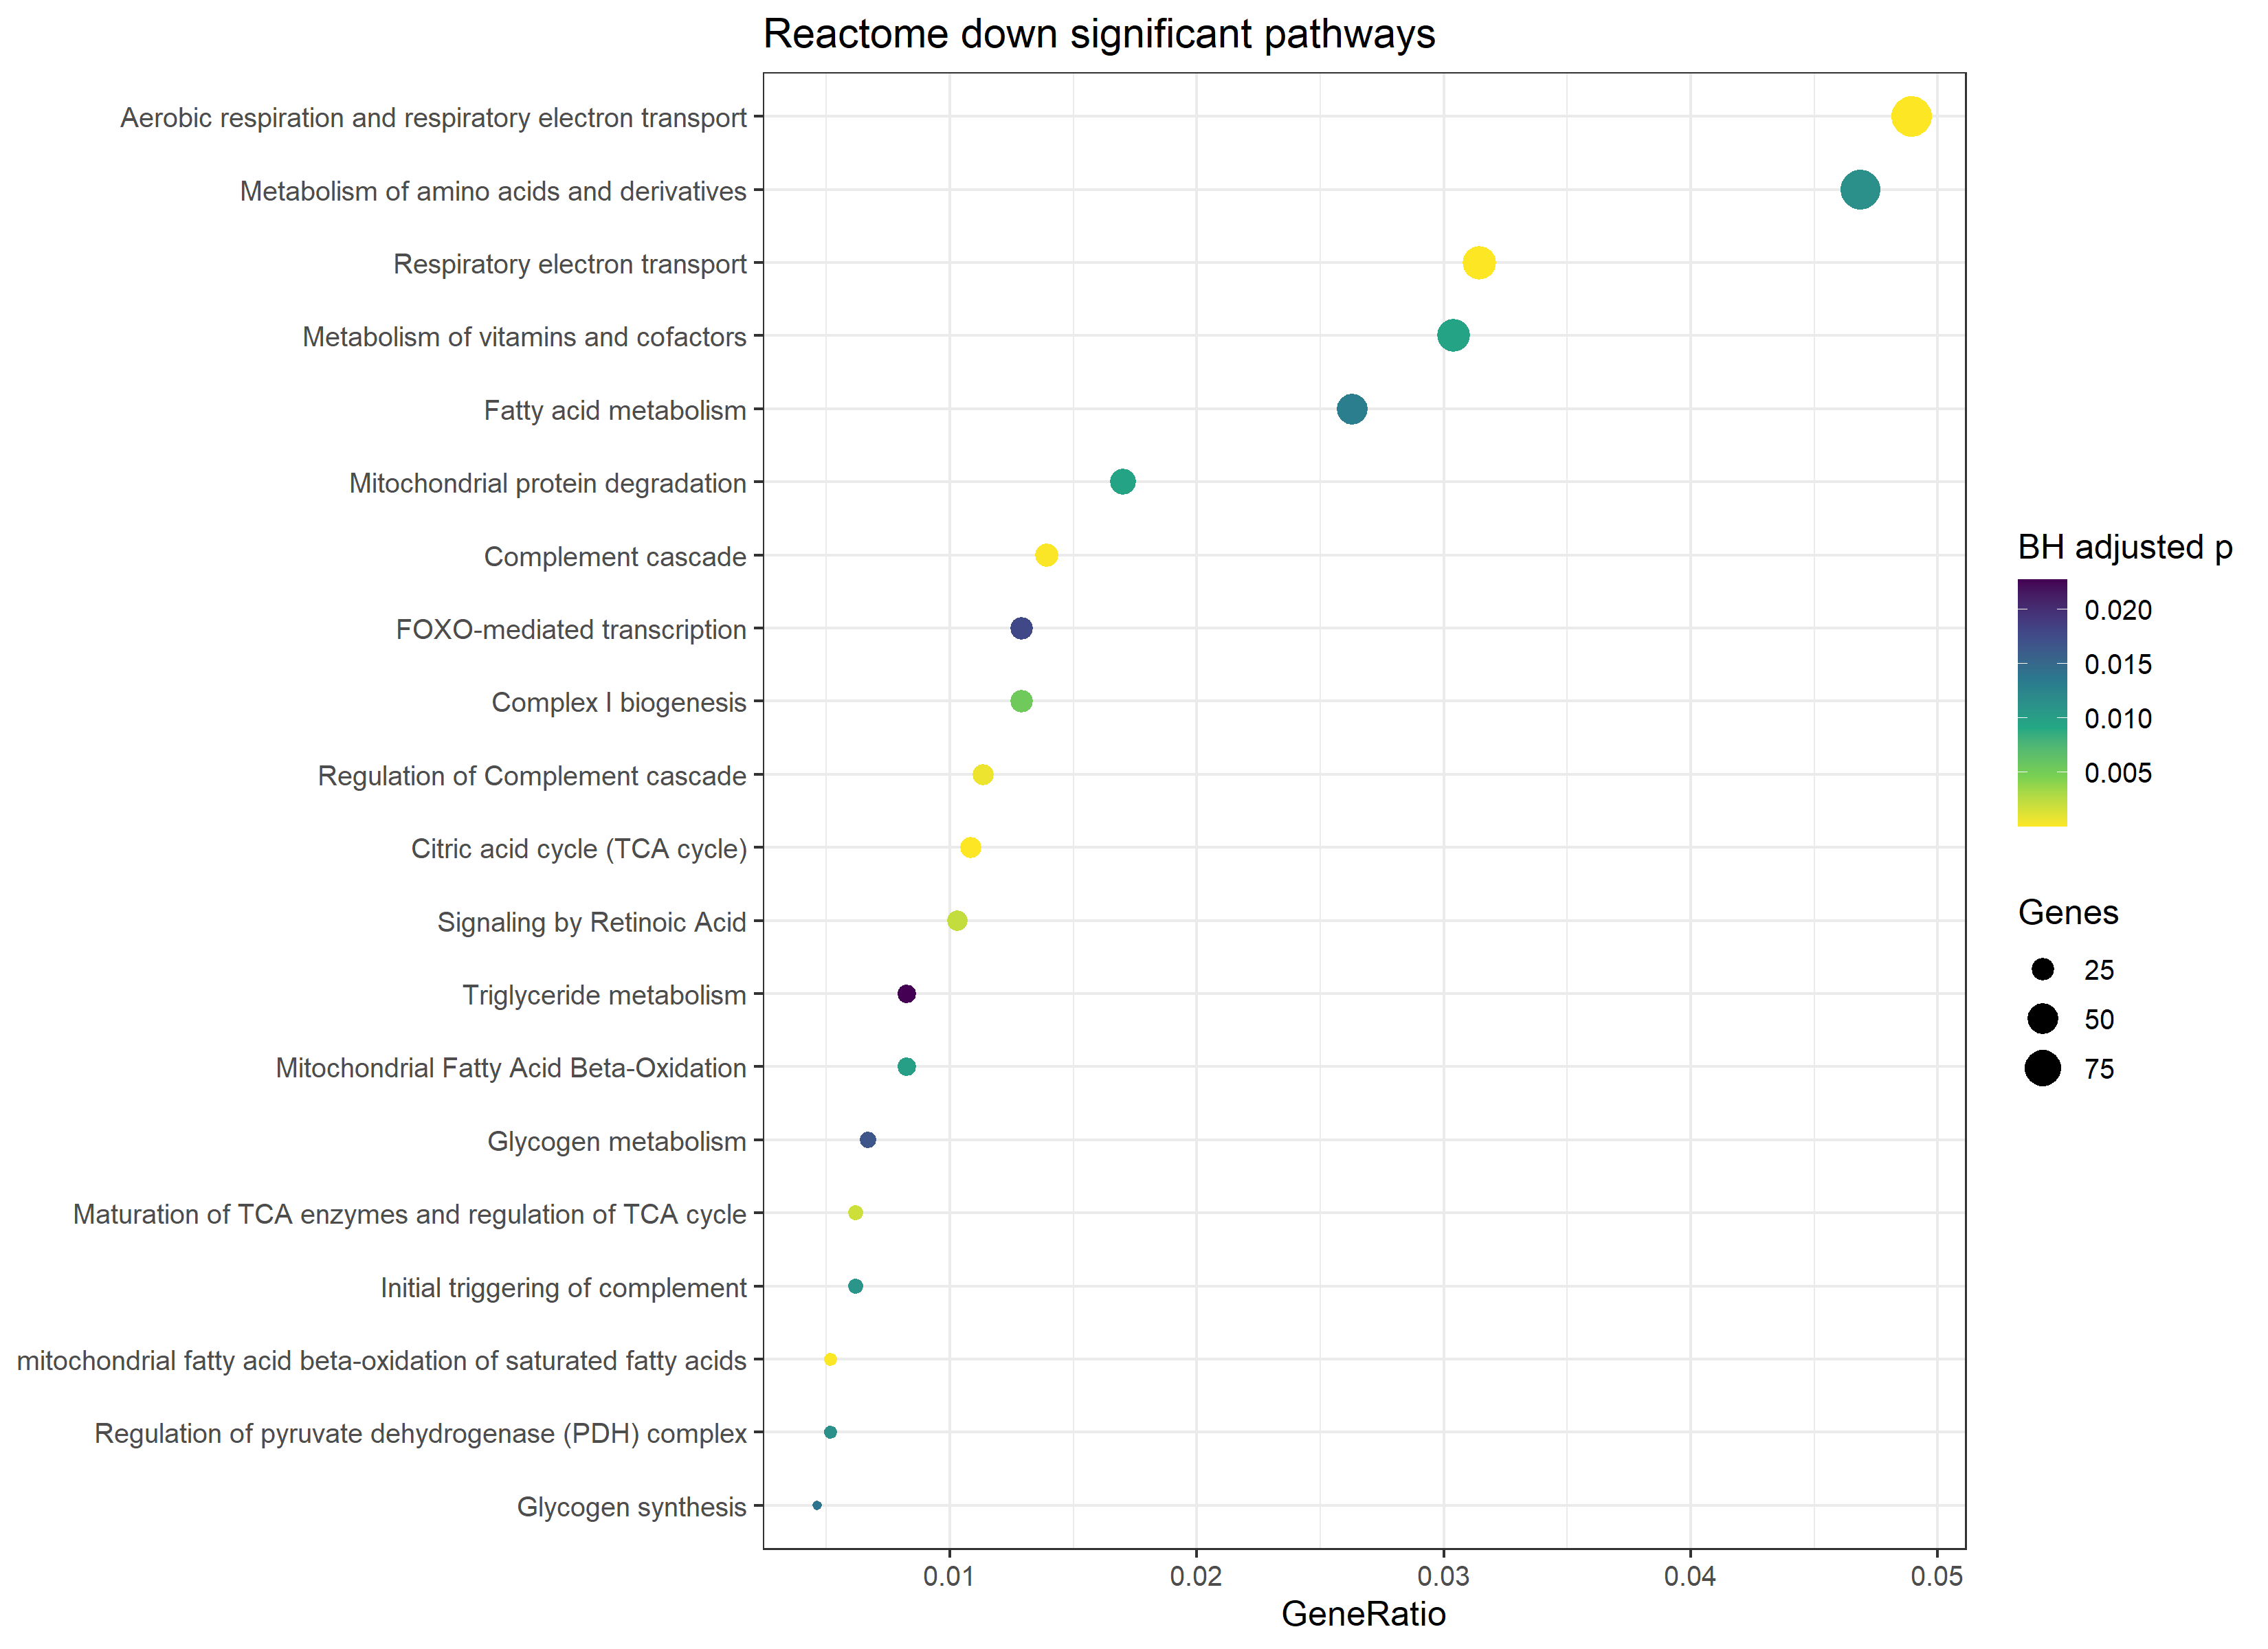 Reactome down significant pathways
Aerobic respiration and respiratory electron transport
Metabolism of amino acids and derivatives
Respiratory electron transport
Metabolism of vitamins and cofactors
Fatty acid metabolism
Mitochondrial protein degradation
Complement cascade
FOXO-mediated transcription
Complex I biogenesis
Regulation of Complement cascade
Citric acid cycle (TCA cycle)
Signaling by Retinoic Acid
Triglyceride metabolism
Mitochondrial Fatty Acid Beta-Oxidation
Glycogen metabolism
Maturation of TCA enzymes and regulation of TCA cycle
Initial triggering of complement
mitochondrial fatty acid beta-oxidation of saturated fatty acids
Regulation of pyruvate dehydrogenase (PDH) complex
Glycogen synthesis
0.01 0.02 0.03 0.04 0.05
GeneRatio
BH adjusted p
0.020
0.015
0.010
0.005
Genes
25
50
75